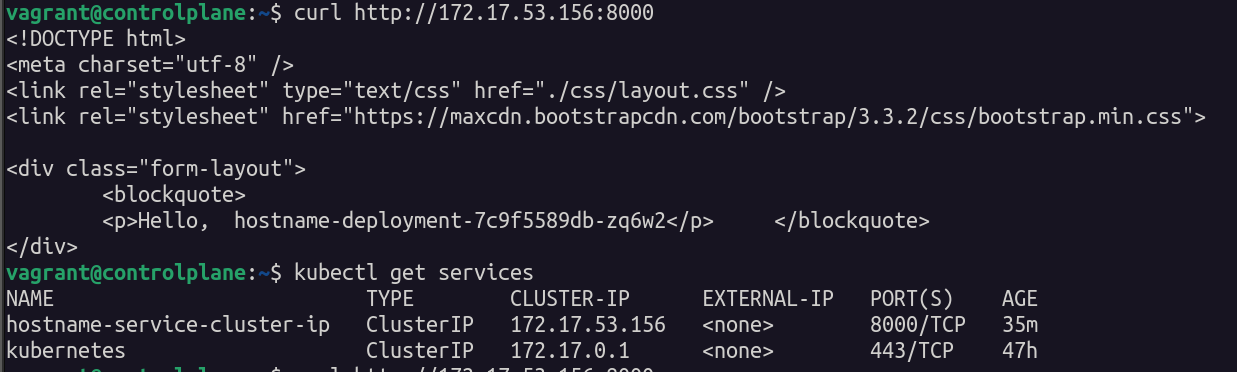 vagrant@controlplane:~$ curl http://172.17.53.156:8000
<!DOCTYPE html>
<meta charset="utf-8" />
<link rel="stylesheet" type="text/css" href="./css/layout.css" />
<link rel="stylesheet" href="https://maxcdn.bootstrapcdn.com/bootstrap/3.3.2/css/bootstrap.min.css">
<div class="form-layout">
        <blockquote>
        <p>Hello,  hostname-deployment-7c9f5589db-zq6w2</p>     </blockquote>
</div>
vagrant@controlplane:~$ kubectl get services
NAME                          TYPE        CLUSTER-IP      EXTERNAL-IP   PORT(S)    AGE
hostname-service-cluster-ip   ClusterIP   172.17.53.156   <none>        8000/TCP   35m
kubernetes                    ClusterIP   172.17.0.1      <none>        443/TCP    47h